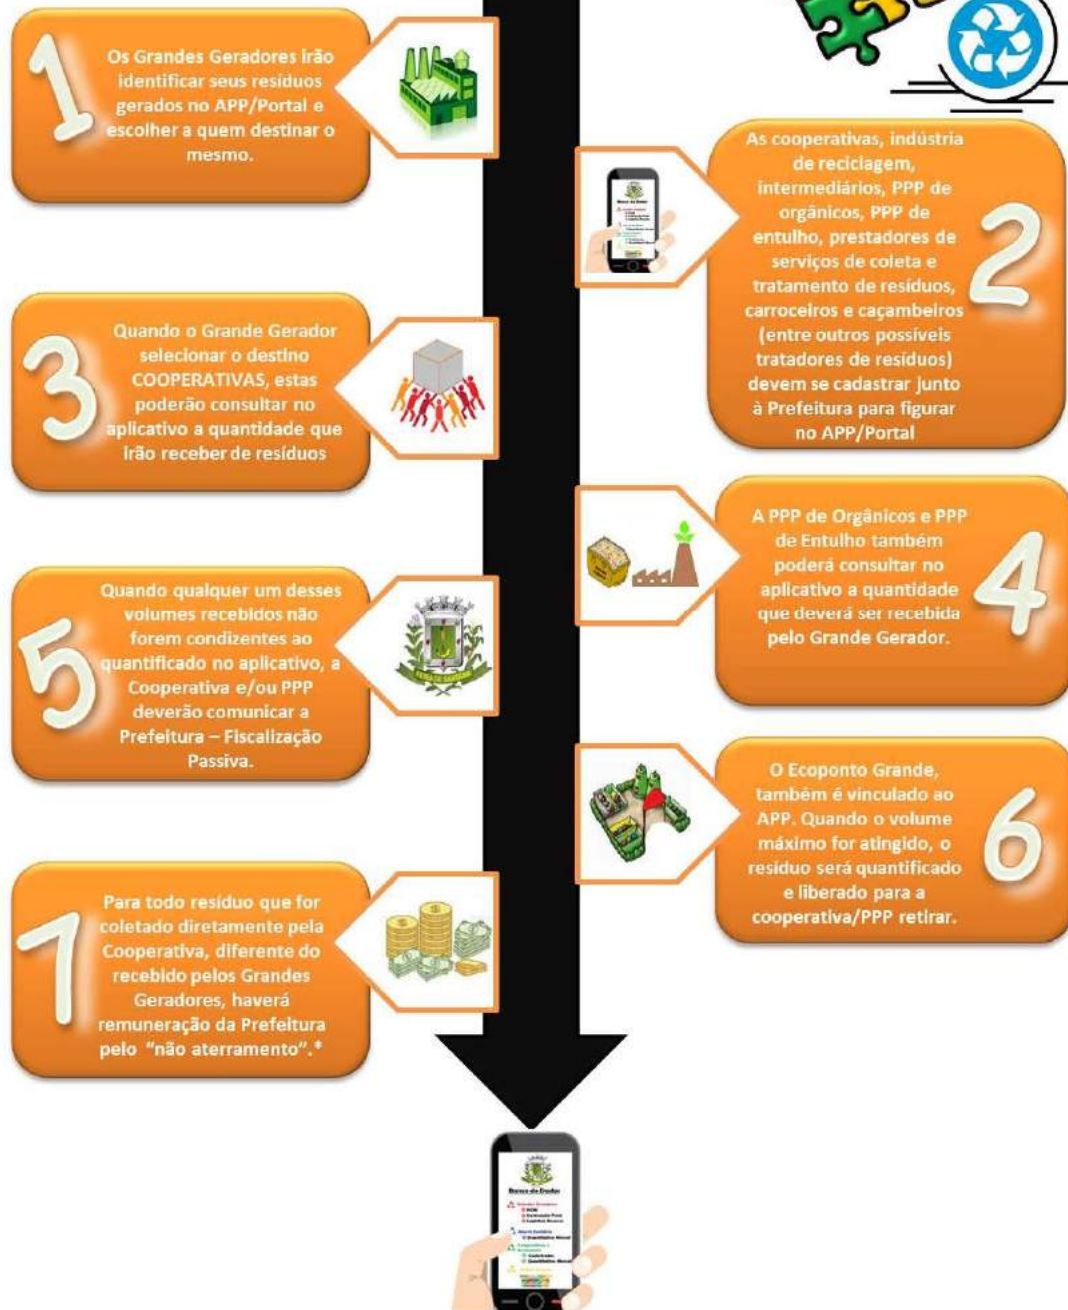 1
Os Grandes Geradores irão
identificar seus resíduos
gerados no APP/Portal e
escolher a quem destinar o
mesmo.
As cooperativas, indústria
de reciclagem,
intermediários, PPP de
orgânicos, PPP de
entulho, prestadores de
serviços de coleta e
tratamento de resíduos,
carroceiros e caçambeiros
(entre outros possíveis
tratadores de resíduos)
devem se cadastrar junto
à Prefeitura para figurar
no APP/Portal
2
3
Quando o Grande Gerador
selecionar o destino
COOPERATIVAS, estas
poderão consultar no
aplicativo a quantidade que
irão receber de resíduos
A PPP de Orgânicos e PPP
de Entulho também
poderá consultar no
aplicativo a quantidade
que deverá ser recebida
pelo Grande Gerador.
4
5
Quando qualquer um desses
volumes recebidos não
forem condizentes ao
quantificado no aplicativo, a
Cooperativa e/ou PPP
deverão comunicar a
Prefeitura – Fiscalização
Passiva.
O Ecoponto Grande,
também é vinculado ao
APP. Quando o volume
máximo for atingido, o
resíduo será quantificado
e liberado para a
cooperativa/PPP retirar.
6
7
Para todo resíduo que for
coletado diretamente pela
Cooperativa, diferente do
recebido pelos Grandes
Geradores, haverá
remuneração da Prefeitura
pelo "não aterramento".*
Banco de Dados